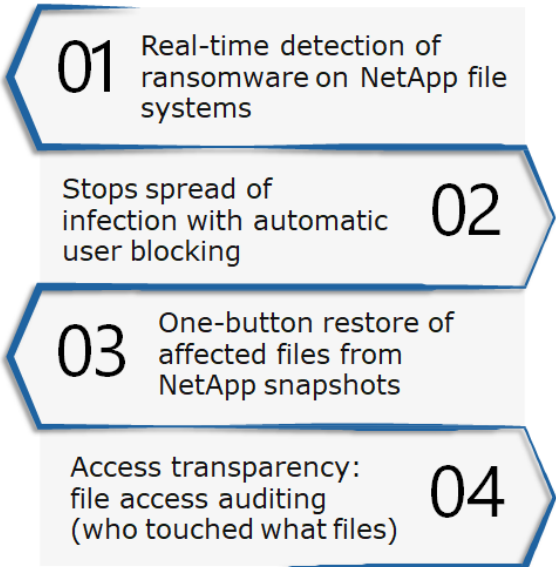 01
Real-time detection of
ransomware on NetApp file
systems
Stops spread of
infection with automatic
user blocking
02
03
One-button restore of
affected files from
NetApp snapshots
Access transparency:
file access auditing
(who touched what files)
04